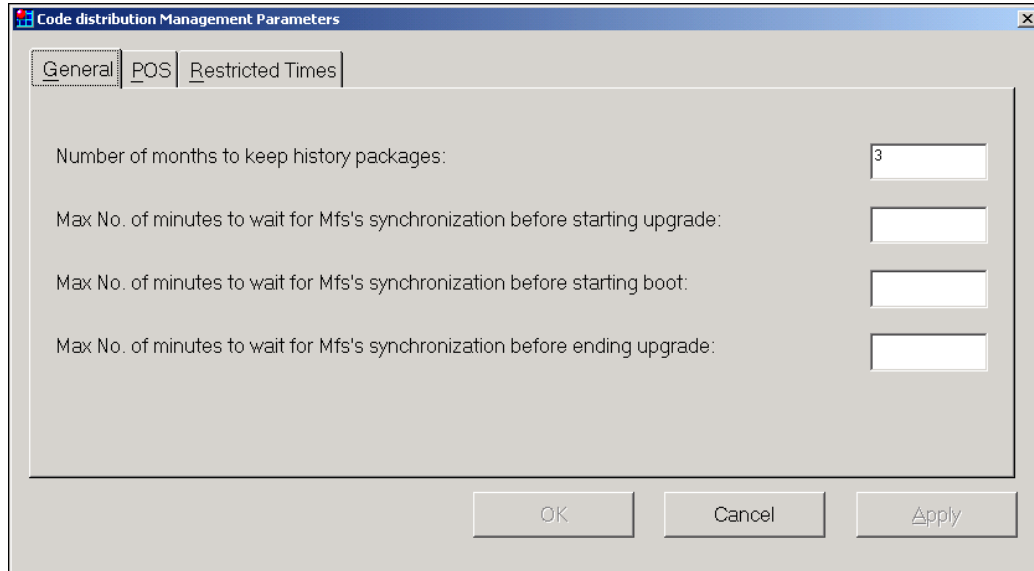 Code distribution Management Parameters
General POS Restricted Times
Number of months to keep history packages: 3
Max No. of minutes to wait for Mfs's synchronization before starting upgrade:
Max No. of minutes to wait for Mfs's synchronization before starting boot:
Max No. of minutes to wait for Mfs's synchronization before ending upgrade:
OK Cancel Apply